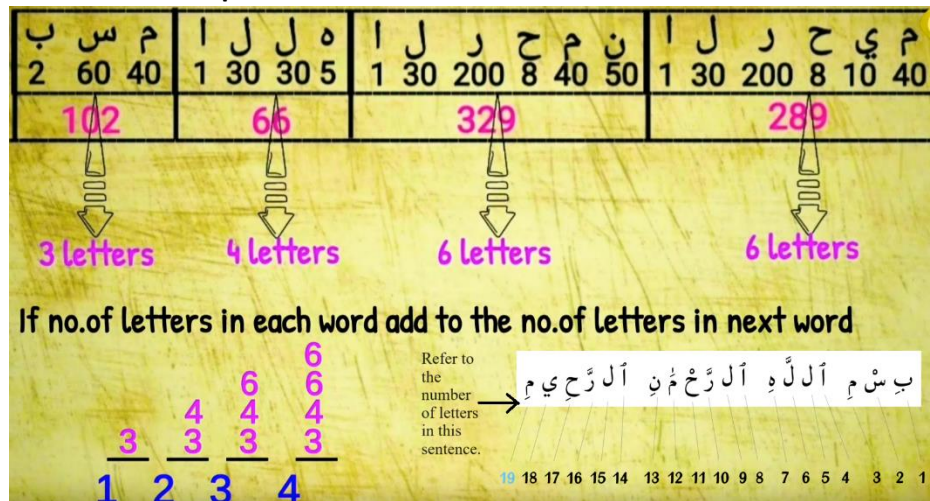 ب س م ا ل ل ه ا ل ر ح م ن ا ل ر ح ي م
2 60 40 1 30 30 5 1 30 200 8 40 50 1 30 200 8 10 40
102 66 329 289
3 letters 4 letters 6 letters 6 letters
If no.of letters in each word add to the no.of letters in next word
6
6 6
4 4 4
3 3 3 3
1 2 3 4
Refer to
the
number
of letters
in this
sentence.
بِ سْ مِ ٱ ل لَّ هِ ٱ ل رَّ حْ مَٰ نِ ٱ ل رَّ حِ ي مِ
19 18 17 16 15 14 13 12 11 10 9 8 7 6 5 4 3 2 1